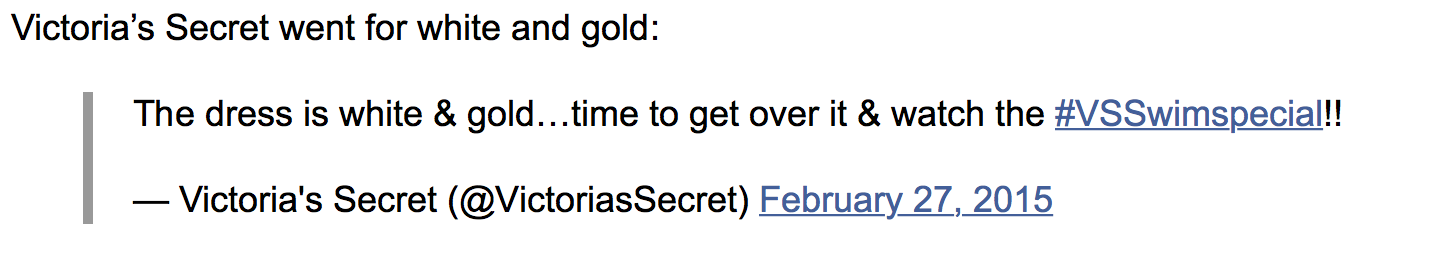 Victoria’s Secret went for white and gold:
The dress is white & gold…time to get over it & watch the #VSSwimspecial!!
— Victoria's Secret (@VictoriasSecret) February 27, 2015